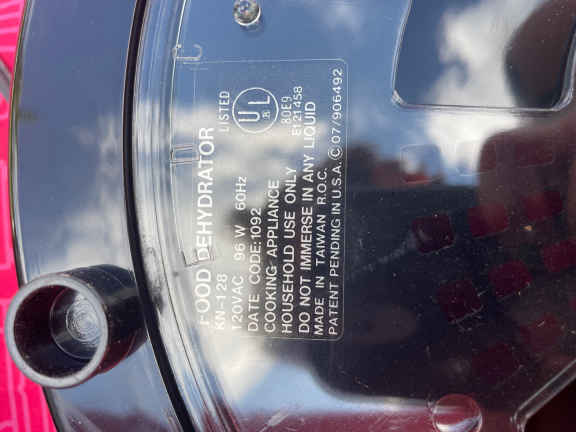 FOOD DEHYDRATOR
KN-128
120VAC 96W 60Hz
DATE CODE:1092
COOKING APPLIANCE
HOUSEHOLD USE ONLY
DO NOT IMMERSE IN ANY LIQUID
MADE IN TAIWAN R.O.C.
PATENT PENDING IN U.S.A. © 07/906492
LISTED
UL
80E9
E121458